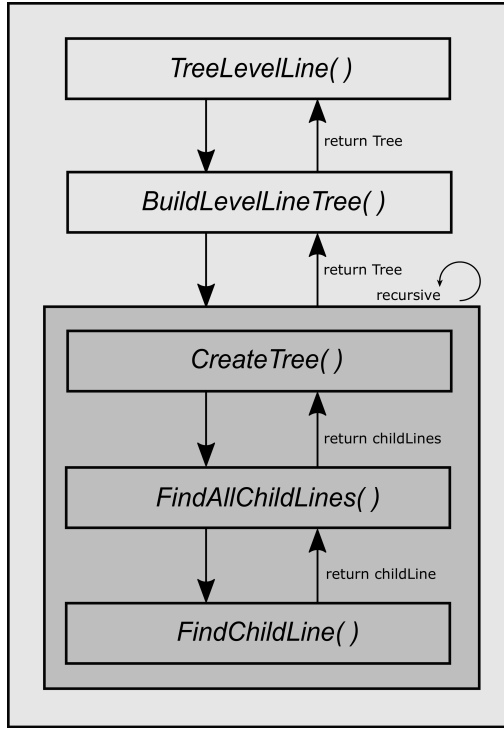 TreeLevelLine( )
return Tree
BuildLevelLineTree( )
return Tree
recursive
CreateTree( )
return childLines
FindAllChildLines( )
return childLine
FindChildLine( )